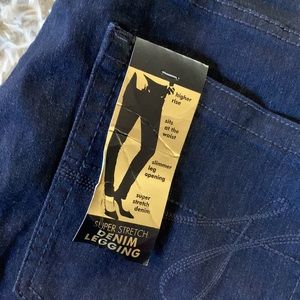 higher
rise
sits
at the
waist
slimmer
leg
opening
super
stretch
denim
SUPER STRETCH
DENIM
LEGGING